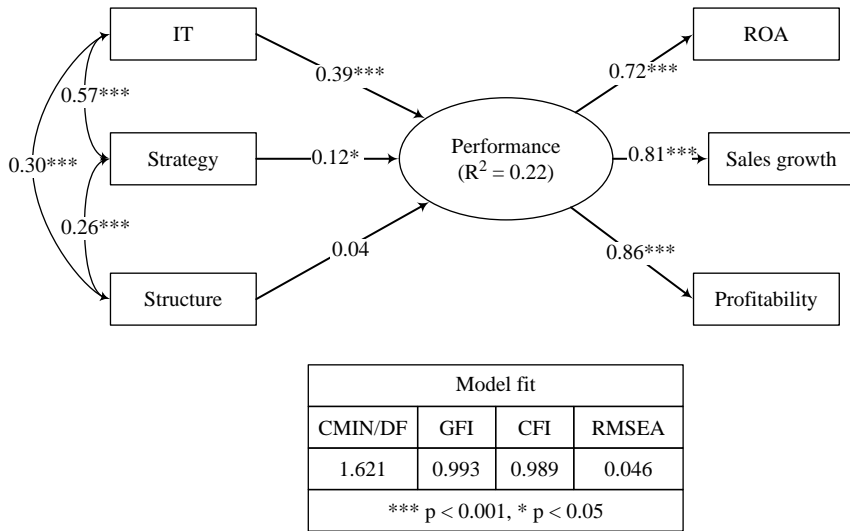 IT
ROA
0.39***
0.72***
0.57***
Strategy
0.12*
Performance
(R² = 0.22)
0.81***
Sales growth
0.30***
0.26***
0.04
0.86***
Structure
Profitability
Model fit
CMIN/DF GFI CFI RMSEA
1.621 0.993 0.989 0.046
*** p < 0.001, * p < 0.05